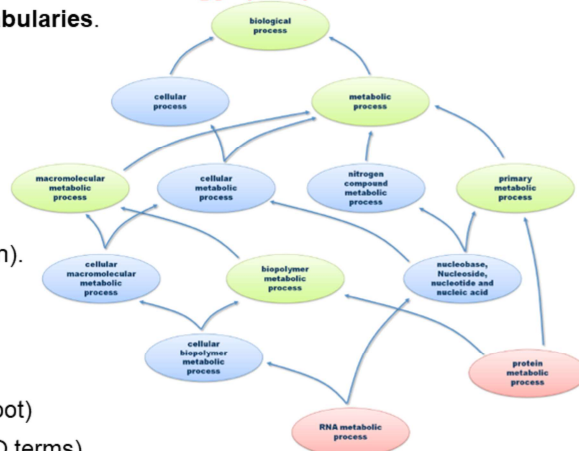 bularies.
biological
process
cellular
process
metabolic
process
macromolecular
metabolic
process
cellular
metabolic
process
nitrogen
compound
metabolic
process
primary
metabolic
process
n).
cellular
macromolecular
metabolic
process
biopolymer
metabolic
process
nucleobase,
Nucleoside,
nucleotide and
nucleic acid
cellular
biopolymer
metabolic
process
protein
metabolic
process
oot)
RNA metabolic
process
O terms)